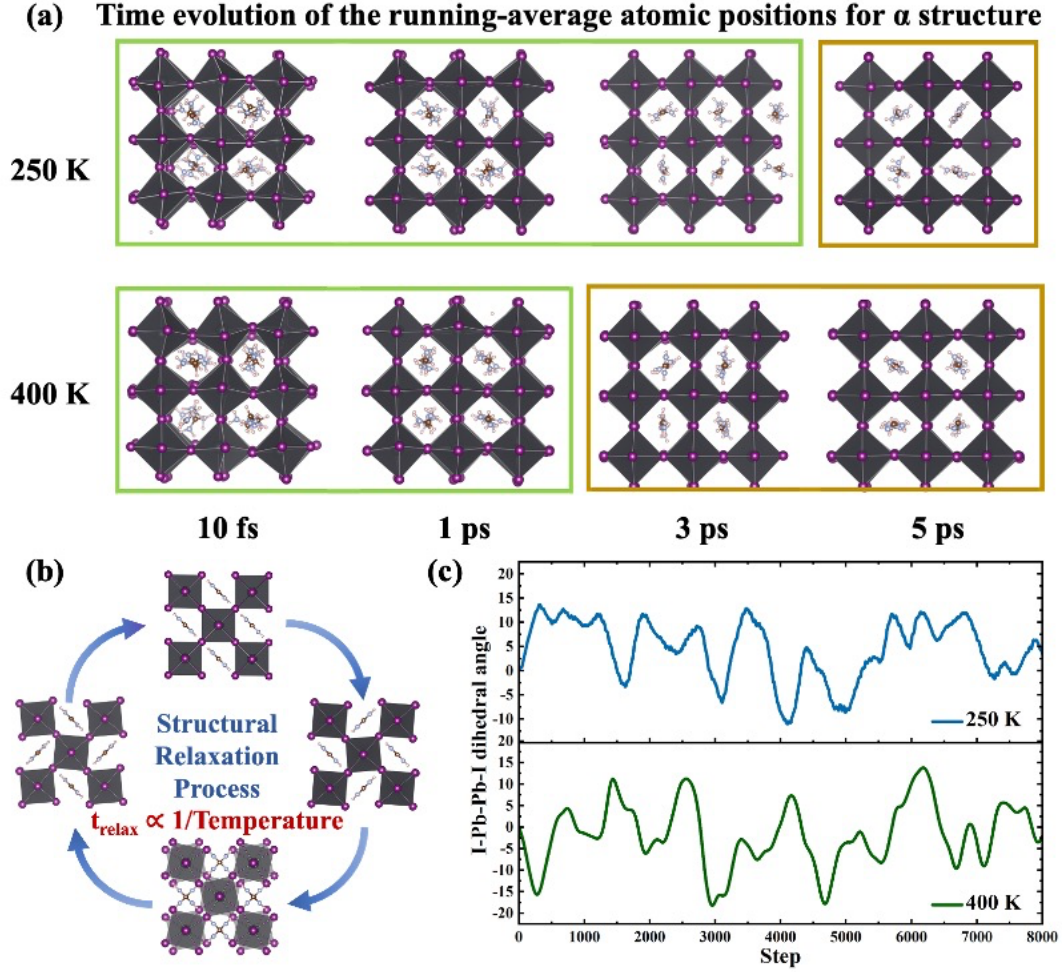 (a) Time evolution of the running-average atomic positions for α structure
250 K
400 K
10 fs 1 ps 3 ps 5 ps
(b)
Structural
Relaxation
Process
t_relax ∝ 1/Temperature
(c)
I-Pb-Pb-I dihedral angle
20
15
10
5
0
-5
-10
-15
20
250 K
15
10
5
0
-5
-10
-15
-20
400 K
0 1000 2000 3000 4000 5000 6000 7000 8000
Step